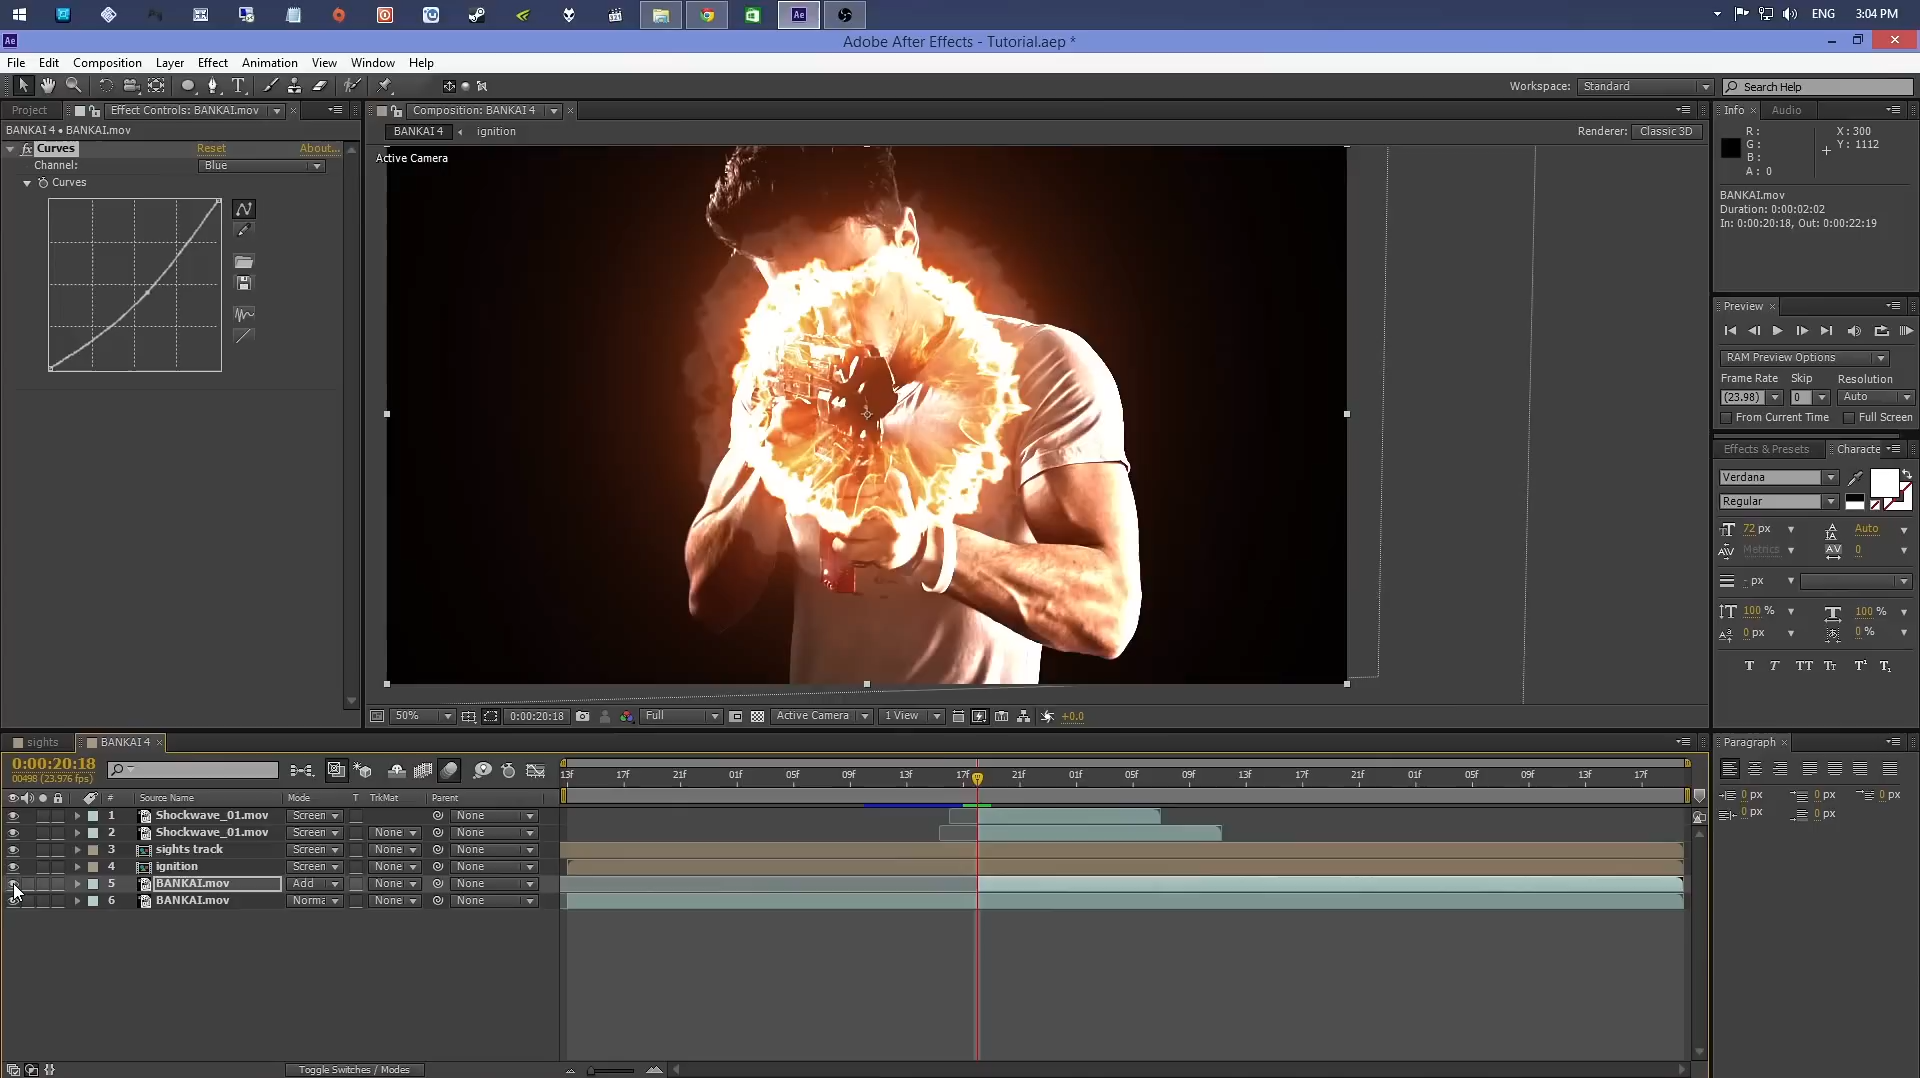 ENG
3:04 PM
Ae
Adobe After Effects - Tutorial.aep *
File Edit Composition Layer Effect Animation View Window Help
Workspace: Standard
Search Help
Project
Effect Controls: BANKAI.mov
Composition: BANKAI 4
Info
Audio
BANKAI 4 • BANKAI.mov
BANKAI 4
ignition
Renderer: Classic 3D
fx Curves
Reset
About...
Channel: Blue
Curves
Active Camera
R:
G:
B:
A: 0
X: 300
Y: 1112
BANKAI.mov
Duration: 0:00:02:02
In: 0:00:20:18, Out: 0:00:22:19
Preview
RAM Preview Options
Frame Rate Skip Resolution
(23.98) 0 Auto
From Current Time Full Screen
Effects & Presets
Characte
Verdana
Regular
72 px
Auto
Metrics
0
- px
100 %
100 %
0 px
0 %
T T TT Tt T¹ T₁
50%
0:00:20:18
Full
Active Camera
1 View
+0.0
sights
BANKAI 4
0:00:20:18
00498 (23.976 fps)
13f 17f 21f 01f 05f 09f 13f 17f 21f 01f 05f 09f 13f 17f 21f 01f 05f 09f 13f 17f
# Source Name Mode T TrkMat Parent
1 Shockwave_01.mov Screen None
2 Shockwave_01.mov Screen None None
3 sights track Screen None None
4 ignition Screen None None
5 BANKAI.mov Add None None
6 BANKAI.mov Norma None None
Toggle Switches / Modes
Paragraph
0 px 0 px 0 px
0 px 0 px